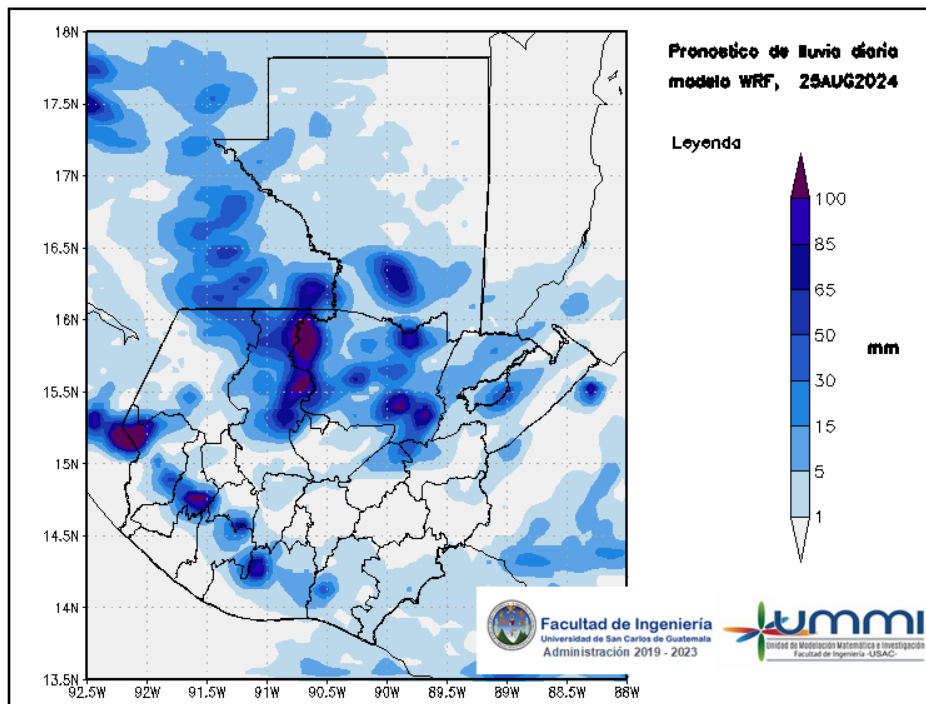 18N
17.5N
17N
16.5N
16N
15.5N
15N
14.5N
14N
13.5N
92.5W
92W
91.5W
91W
90.5W
90W
89.5W
89W
88.5W
88W
Pronostico de lluvia diaria
modelo WRF, 25AUG2024
Leyenda
100
85
65
50
30
15
5
1
mm
Facultad de Ingeniería
Universidad de San Carlos de Guatemala
Administración 2019 - 2023
ummi
Unidad de Modelación Matemática e Investigación
Facultad de Ingeniería -USAC-